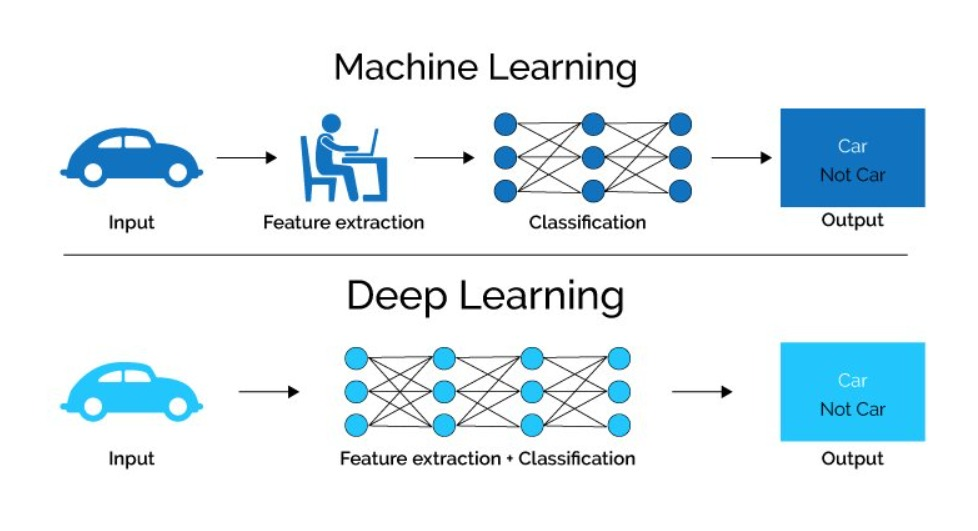 Machine Learning
Car
Not Car
Input
Feature extraction
Classification
Output
Deep Learning
Car
Not Car
Input
Feature extraction + Classification
Output